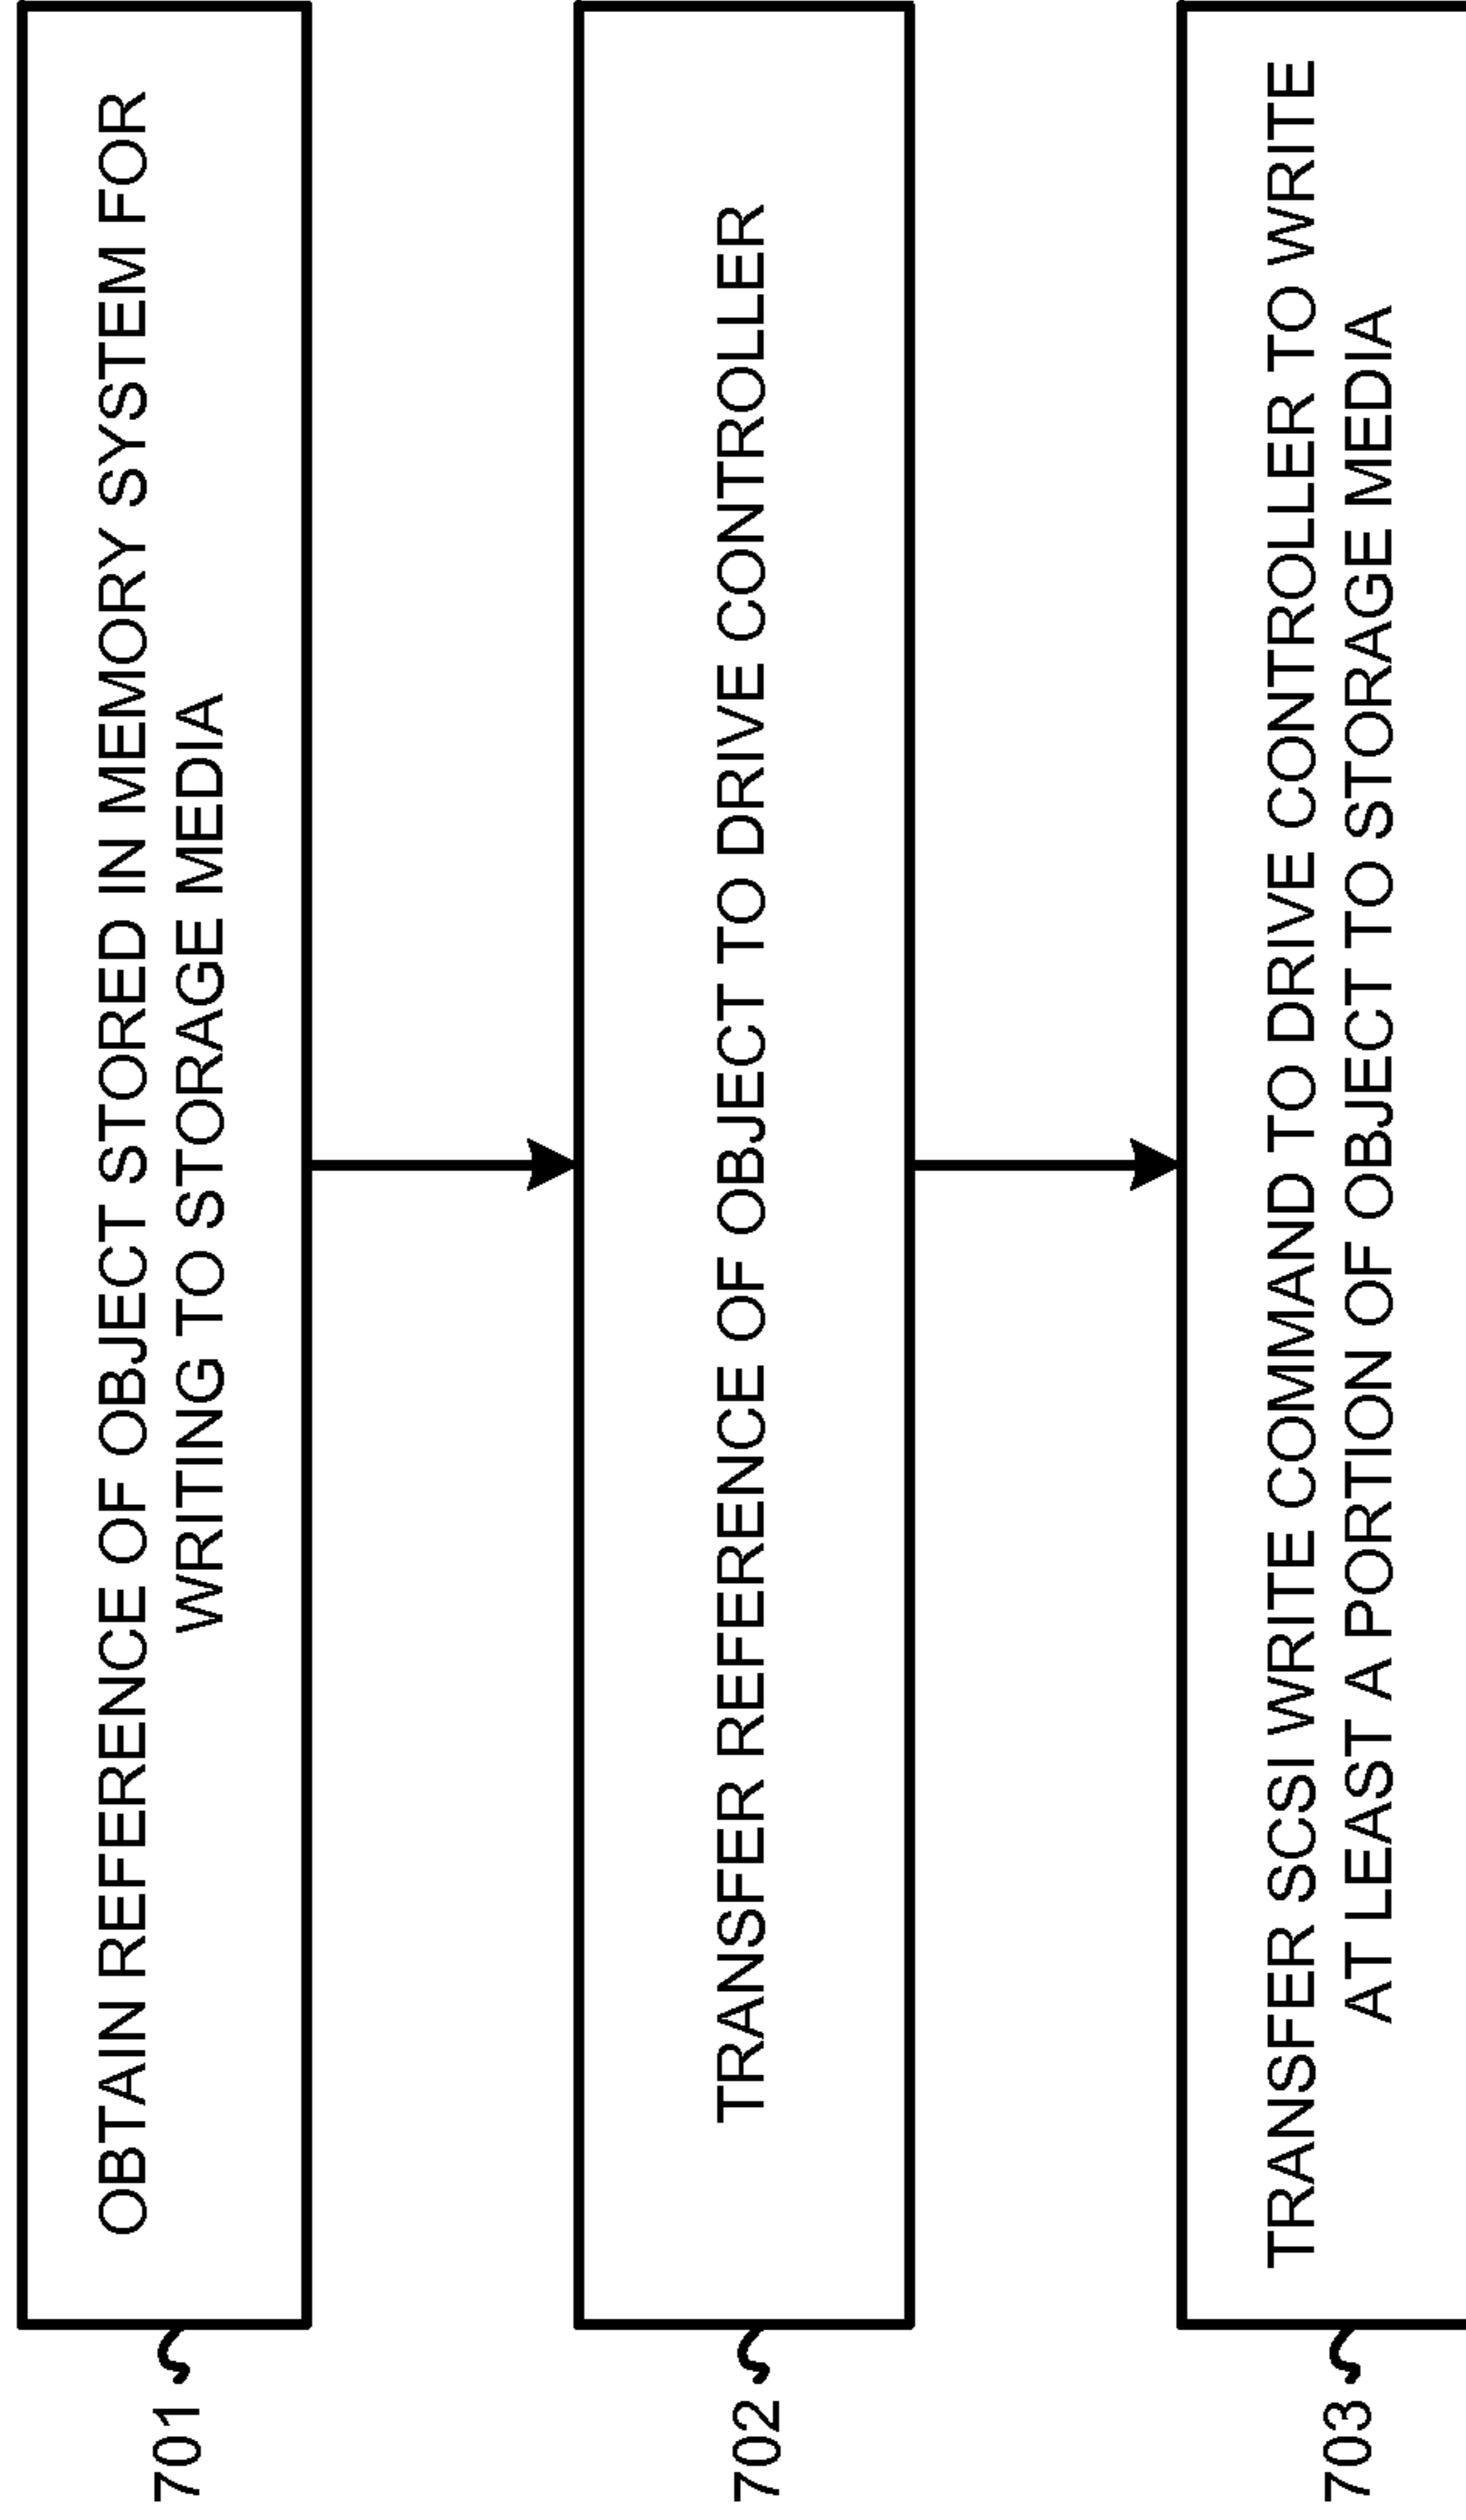 701
OBTAIN REFERENCE OF OBJECT STORED IN MEMORY SYSTEM FOR
WRITING TO STORAGE MEDIA
702
TRANSFER REFERENCE OF OBJECT TO DRIVE CONTROLLER
703
TRANSFER SCSI WRITE COMMAND TO DRIVE CONTROLLER TO WRITE
AT LEAST A PORTION OF OBJECT TO STORAGE MEDIA